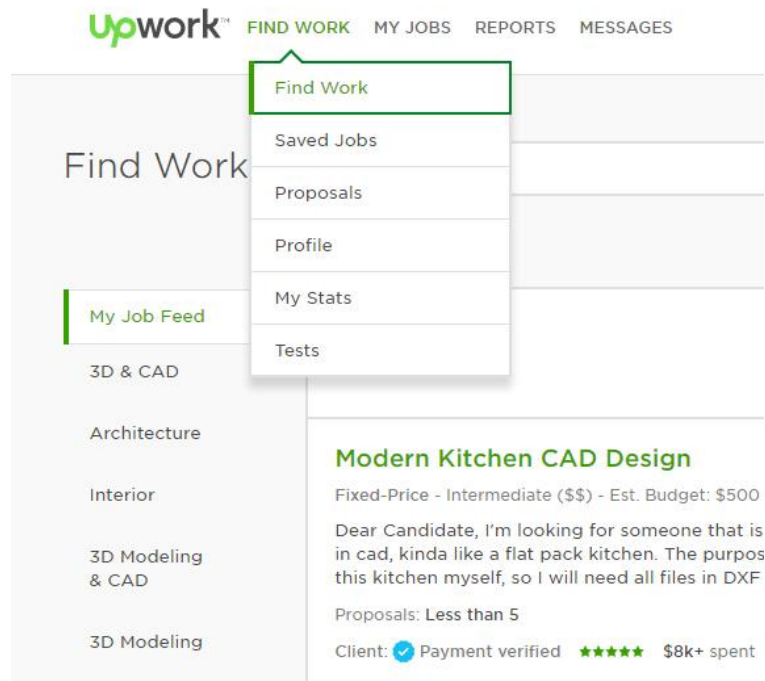 Upwork™ FIND WORK MY JOBS REPORTS MESSAGES
Find Work
Saved Jobs
Proposals
Profile
My Stats
Tests
Find Work
My Job Feed
3D & CAD
Architecture
Interior
3D Modeling
& CAD
3D Modeling
Modern Kitchen CAD Design
Fixed-Price - Intermediate ($$) - Est. Budget: $500
Dear Candidate, I'm looking for someone that is
in cad, kinda like a flat pack kitchen. The purpos
this kitchen myself, so I will need all files in DXF
Proposals: Less than 5
Client: Payment verified ★★★★★ $8k+ spent